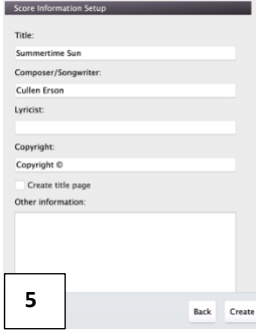 Score Information Setup
Title:
Summertime Sun
Composer/Songwriter:
Cullen Erson
Lyricist:
Copyright:
Copyright ©
Create title page
Other information:
5
Back Create